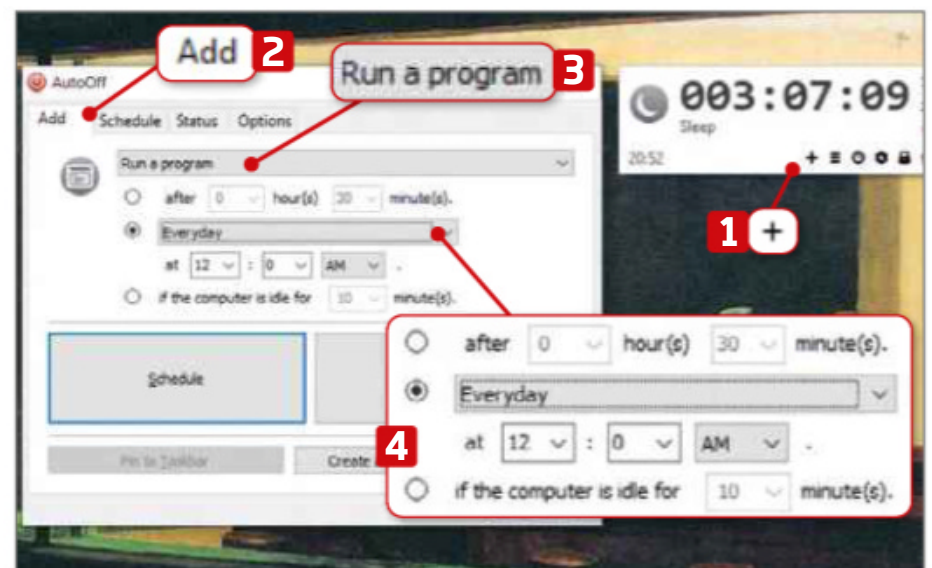 Add 2
Run a program 3
AutoOff
Add Schedule Status Options
Run a program
after 0 hour(s) 30 minute(s).
Everyday
at 12 : 0 AM .
if the computer is idle for 10 minute(s).
Schedule
Pin to Taskbar
Create
003:07:09
Sleep
20:52
+
1 +
4
after 0 hour(s) 30 minute(s).
Everyday
at 12 : 0 AM .
if the computer is idle for 10 minute(s).